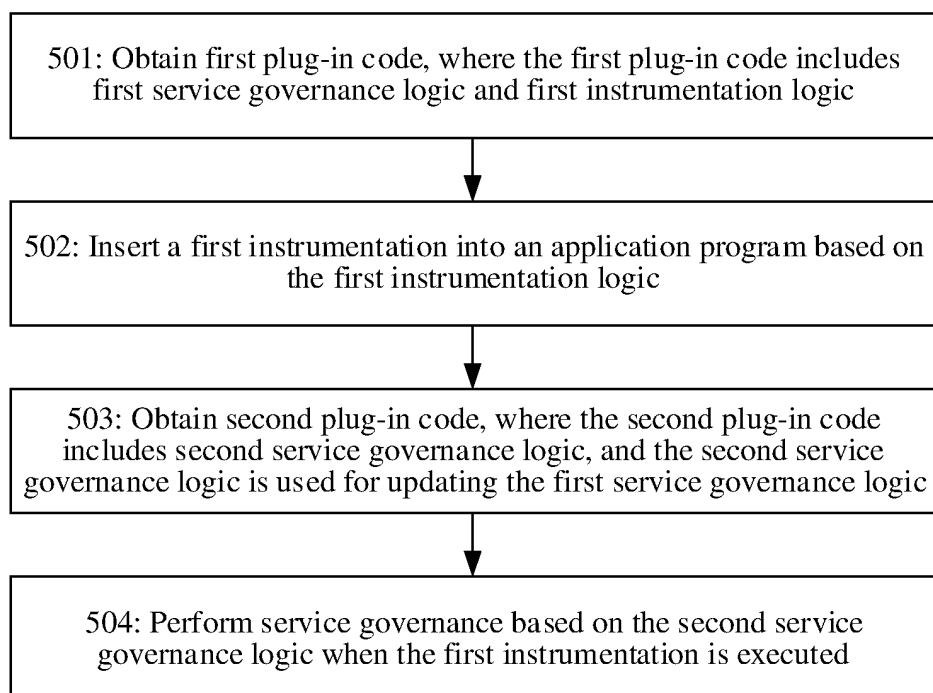 501: Obtain first plug-in code, where the first plug-in code includes
first service governance logic and first instrumentation logic
502: Insert a first instrumentation into an application program based on
the first instrumentation logic
503: Obtain second plug-in code, where the second plug-in code
includes second service governance logic, and the second service
governance logic is used for updating the first service governance logic
504: Perform service governance based on the second service
governance logic when the first instrumentation is executed